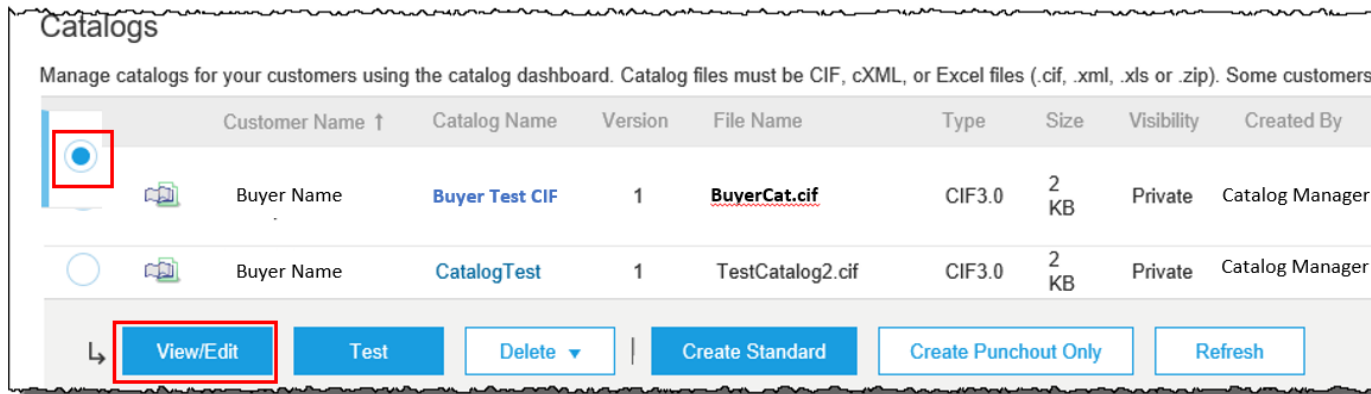 Catalogs
Manage catalogs for your customers using the catalog dashboard. Catalog files must be CIF, cXML, or Excel files (.cif, .xml, .xls or .zip). Some customers
Customer Name ↑ Catalog Name Version File Name Type Size Visibility Created By
Buyer Name Buyer Test CIF 1 BuyerCat.cif CIF3.0 2 KB Private Catalog Manager
Buyer Name CatalogTest 1 TestCatalog2.cif CIF3.0 2 KB Private Catalog Manager
View/Edit Test Delete ▼ | Create Standard Create Punchout Only Refresh